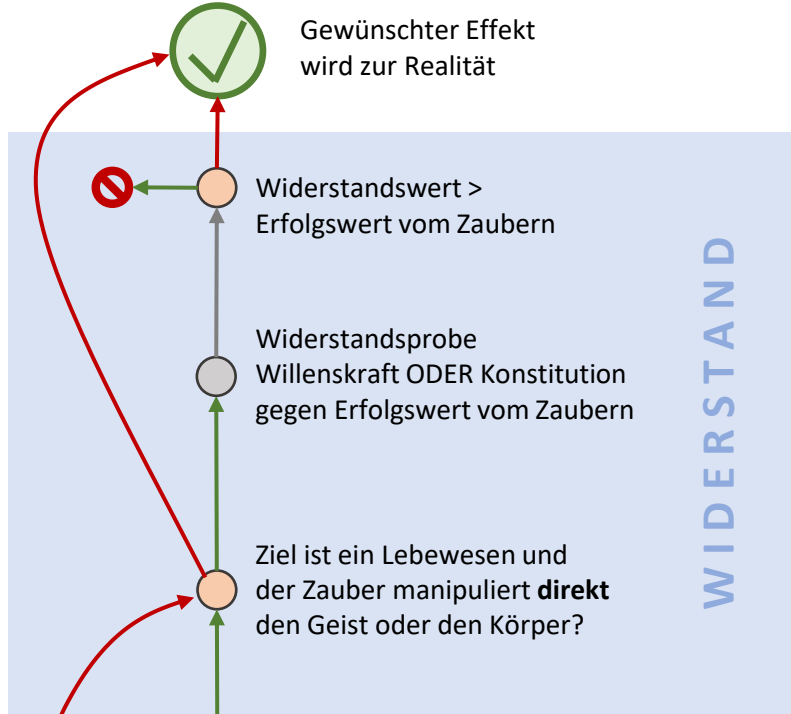 Gewünschter Effekt
wird zur Realität
Widerstandswert >
Erfolgswert vom Zaubern
Widerstandsprobe
Willenskraft ODER Konstitution
gegen Erfolgswert vom Zaubern
Ziel ist ein Lebewesen und
der Zauber manipuliert direkt
den Geist oder den Körper?
WIDERSTAND